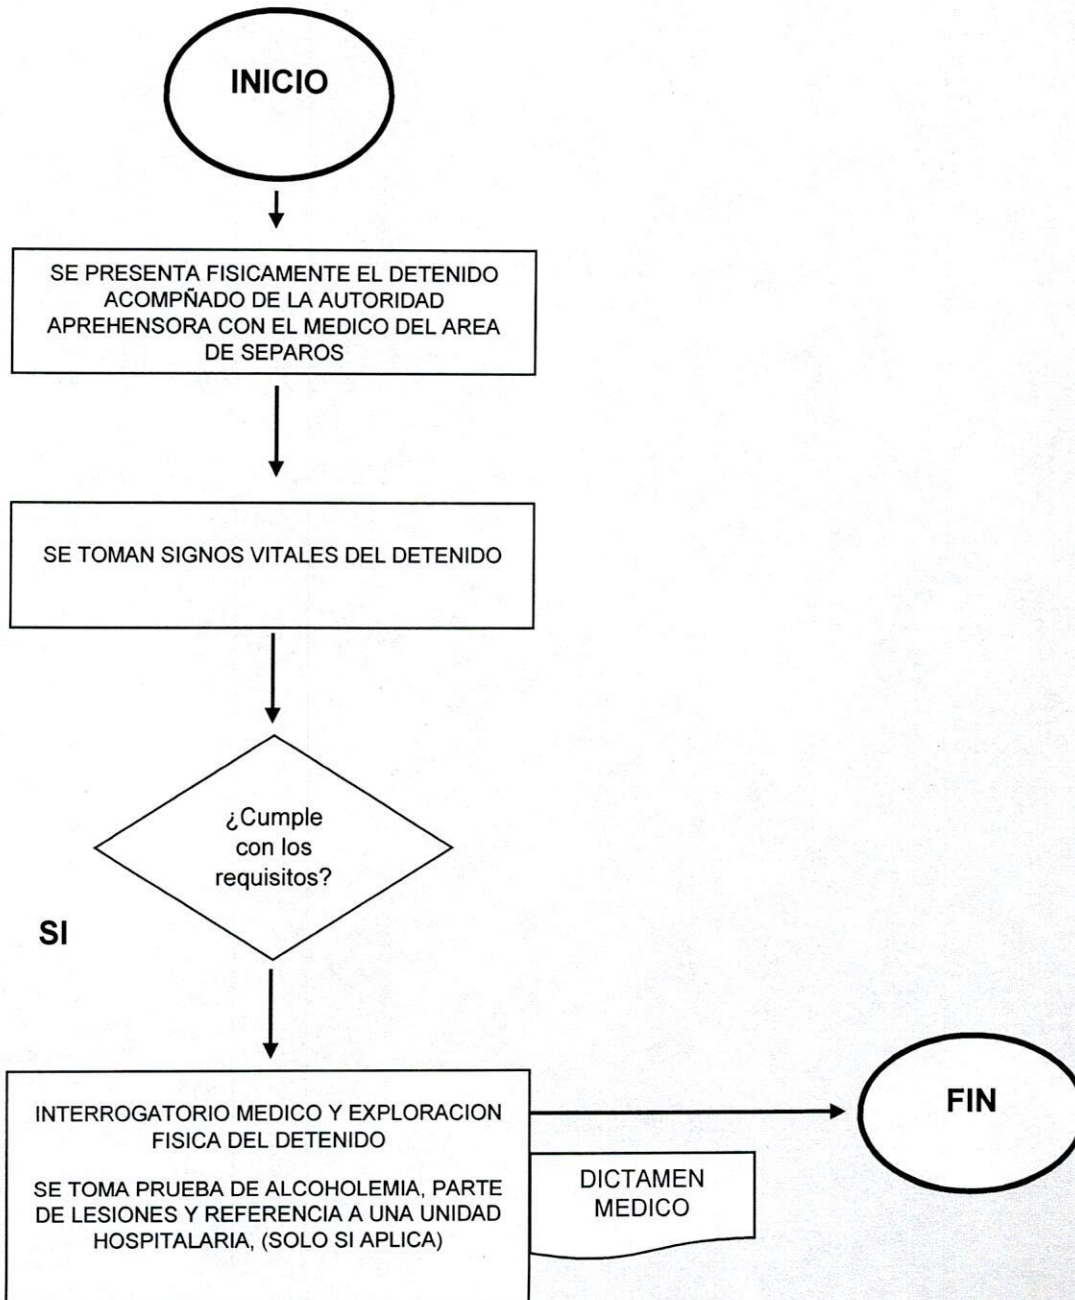 INICIO
SE PRESENTA FISICAMENTE EL DETENIDO
ACOMPÑADO DE LA AUTORIDAD
APREHENSORA CON EL MEDICO DEL AREA
DE SEPAROS
SE TOMAN SIGNOS VITALES DEL DETENIDO
¿Cumple
con los
requisitos?
SI
INTERROGATORIO MEDICO Y EXPLORACION
FISICA DEL DETENIDO
SE TOMA PRUEBA DE ALCOHOLEMIA, PARTE
DE LESIONES Y REFERENCIA A UNA UNIDAD
HOSPITALARIA, (SOLO SI APLICA)
DICTAMEN
MEDICO
FIN